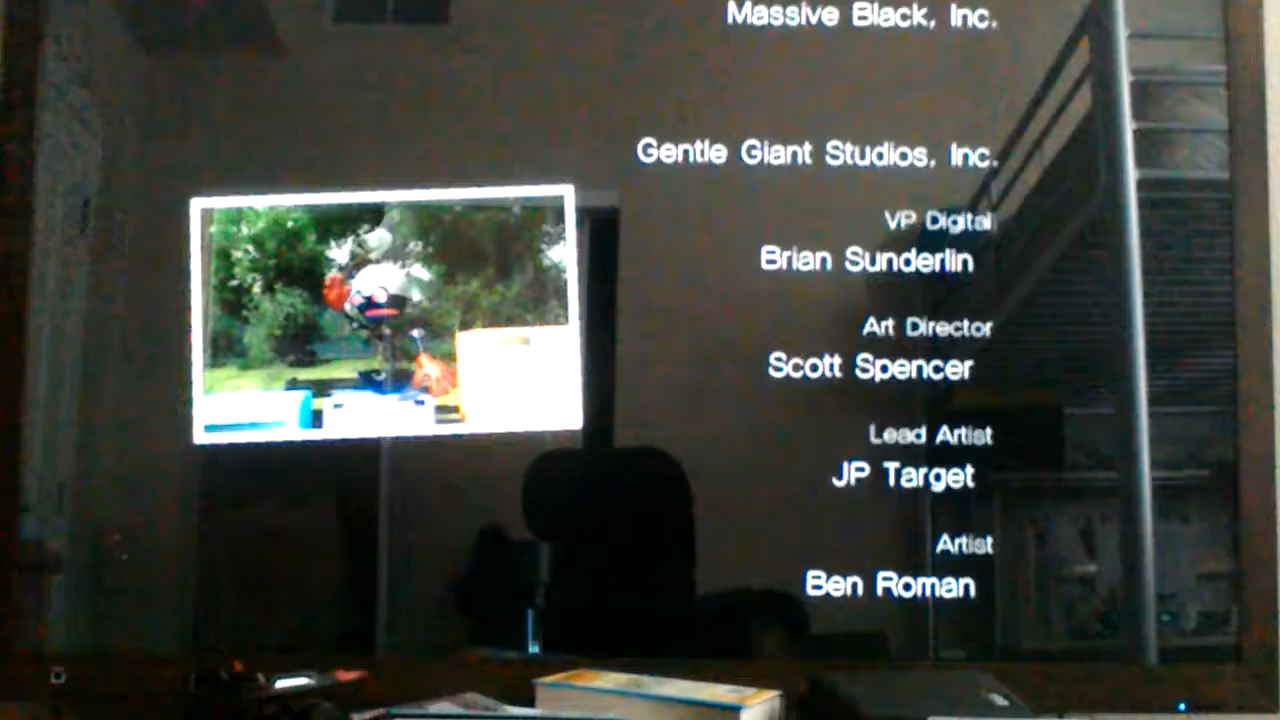 Massive Black, Inc.
Gentle Giant Studios, Inc.
VP Digital
Brian Sunderlin
Art Director
Scott Spencer
Lead Artist
JP Target
Artist
Ben Roman